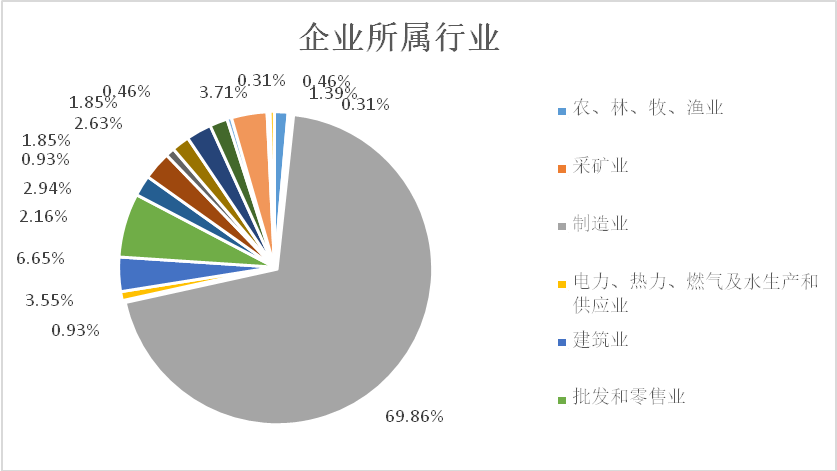 企业所属行业
0.46%
1.39%
0.31%
69.86%
0.93%
3.55%
6.65%
2.16%
2.94%
0.93%
1.85%
2.63%
1.85%
0.46%
3.71%
0.31%
农、林、牧、渔业
采矿业
制造业
电力、热力、燃气及水生产和
供应业
建筑业
批发和零售业